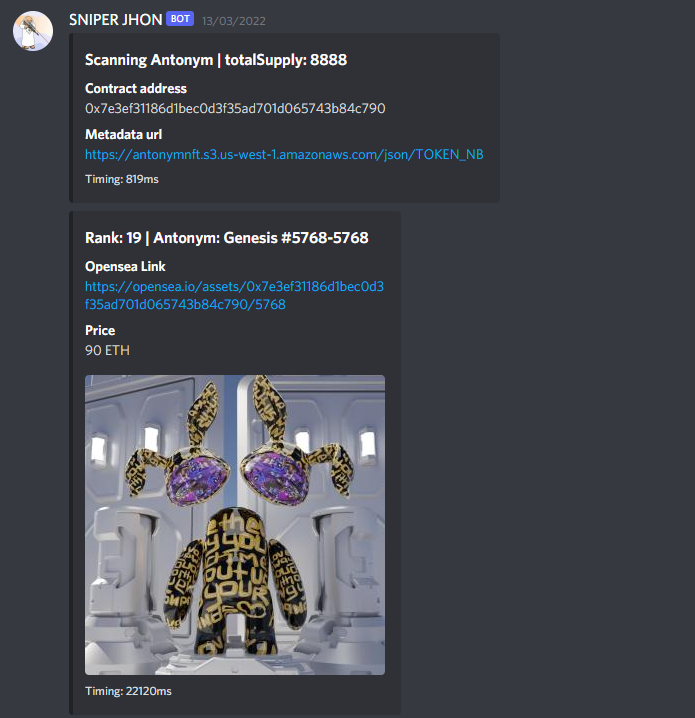 SNIPER JHON BOT 13/03/2022
Scanning Antonym | totalSupply: 8888
Contract address
0x7e3ef31186d1bec0d3f35ad701d065743b84c790
Metadata url
https://antonymnft.s3.us-west-1.amazonaws.com/json/TOKEN_NB
Timing: 819ms
Rank: 19 | Antonym: Genesis #5768-5768
Opensea Link
https://opensea.io/assets/0x7e3ef31186d1bec0d3
f35ad701d065743b84c790/5768
Price
90 ETH
Timing: 22120ms